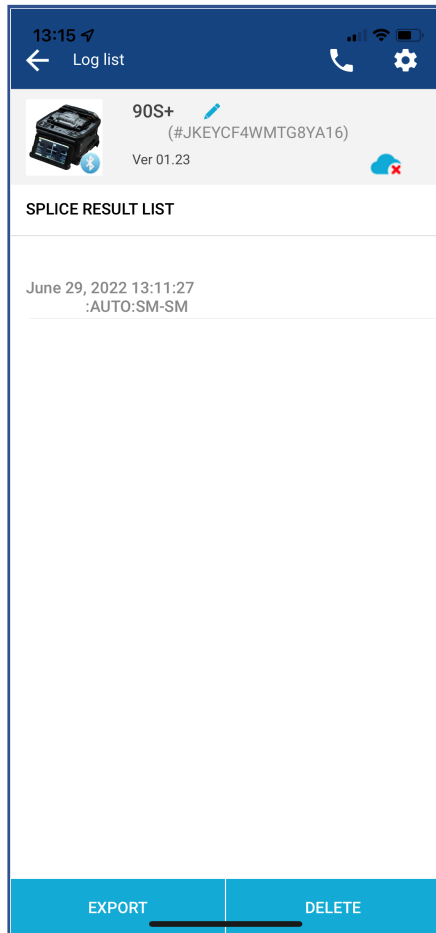 13:15
Log list
90S+
(#JKEYCF4WMTG8YA16)
Ver 01.23
SPLICE RESULT LIST
June 29, 2022 13:11:27
:AUTO:SM-SM
EXPORT
DELETE